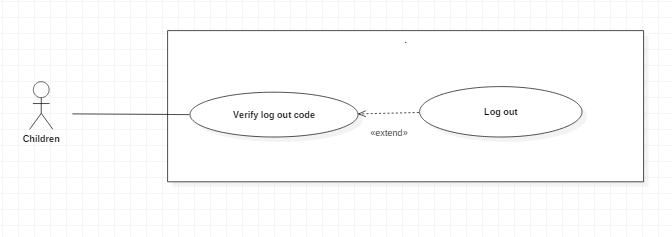 .
Verify log out code
Log out
«extend»
Children